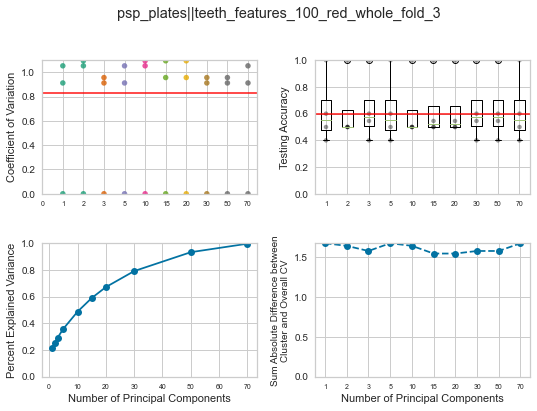 psp_plates||teeth_features_100_red_whole_fold_3
Coefficient of Variation
1.0
0.8
0.6
0.4
0.2
0.0
0 1 2 3 5 10 15 20 30 50 70
Testing Accuracy
1.0
0.8
0.6
0.4
0.2
0.0
1 2 3 5 10 15 20 30 50 70
Percent Explained Variance
1.0
0.8
0.6
0.4
0.2
0.0
0 10 20 30 40 50 60 70
Number of Principal Components
Sum Absolute Difference between
Cluster and Overall CV
1.5
1.0
0.5
0.0
1 2 3 5 10 15 20 30 50 70
Number of Principal Components